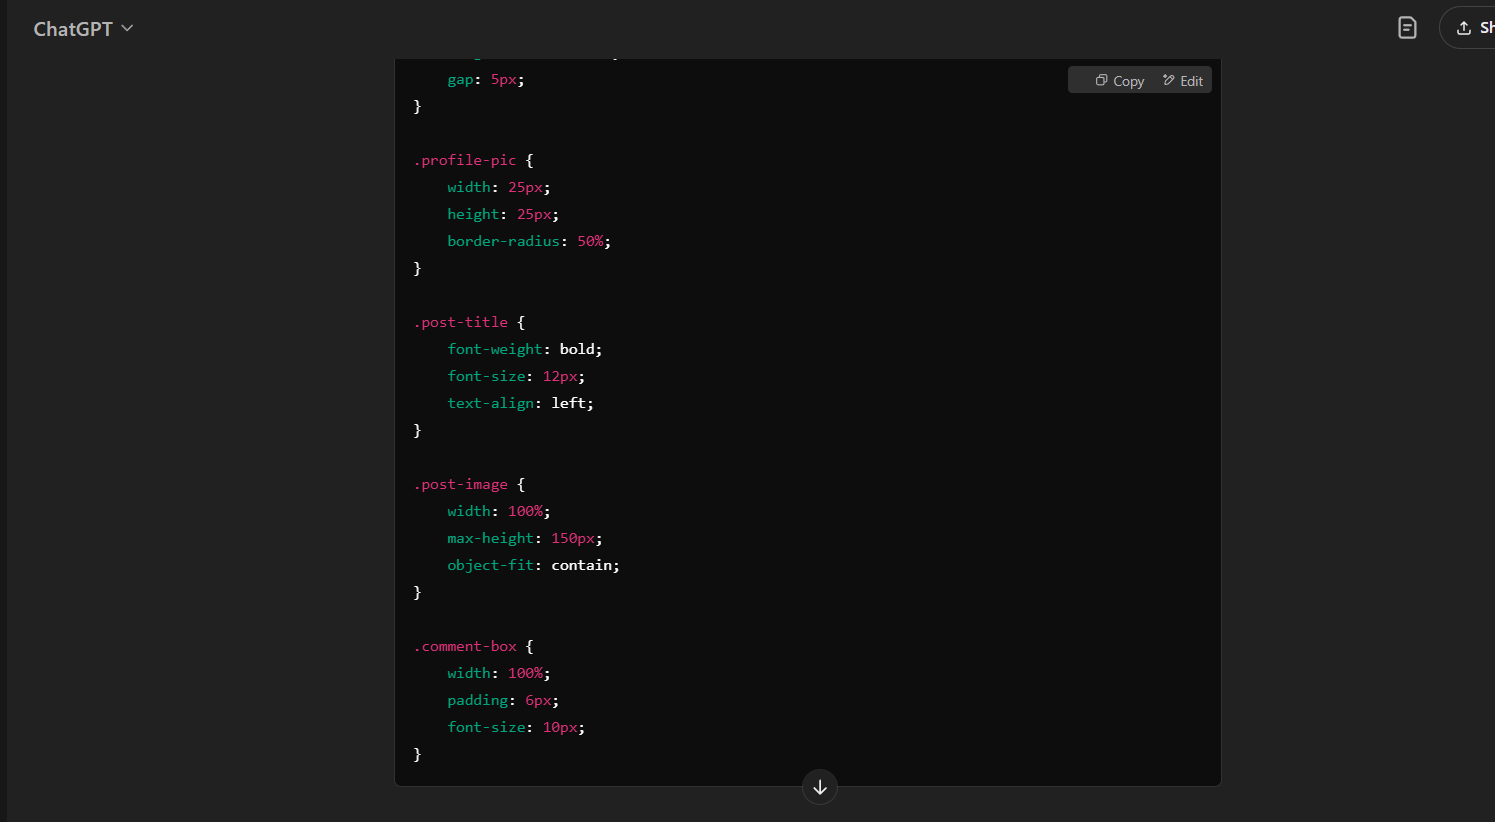 ChatGPT
gap: 5px;
Copy Edit
}
.profile-pic {
width: 25px;
height: 25px;
border-radius: 50%;
}
.post-title {
font-weight: bold;
font-size: 12px;
text-align: left;
}
.post-image {
width: 100%;
max-height: 150px;
object-fit: contain;
}
.comment-box {
width: 100%;
padding: 6px;
font-size: 10px;
}